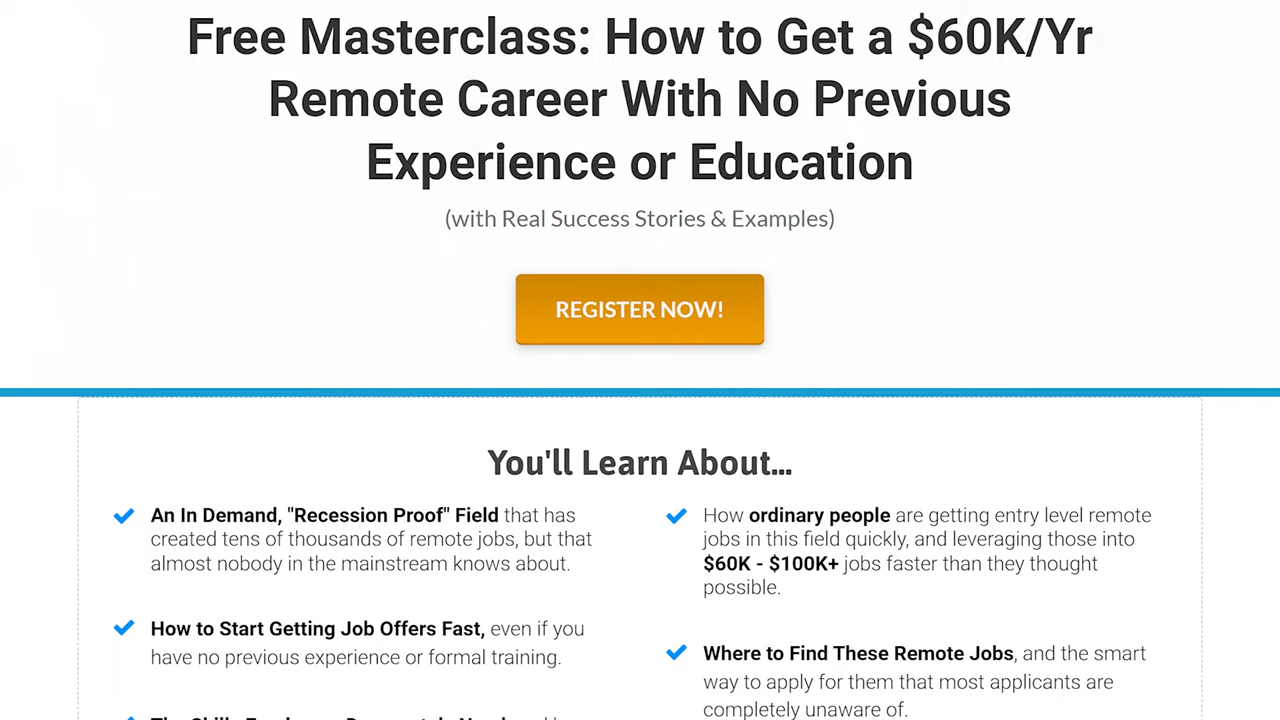 Free Masterclass: How to Get a $60K/Yr
Remote Career With No Previous
Experience or Education
(with Real Success Stories & Examples)
REGISTER NOW!
You'll Learn About...
An In Demand, "Recession Proof" Field that has
created tens of thousands of remote jobs, but that
almost nobody in the mainstream knows about.
How to Start Getting Job Offers Fast, even if you
have no previous experience or formal training.
How ordinary people are getting entry level remote
jobs in this field quickly, and leveraging those into
$60K - $100K+ jobs faster than they thought
possible.
Where to Find These Remote Jobs, and the smart
way to apply for them that most applicants are
completely unaware of.